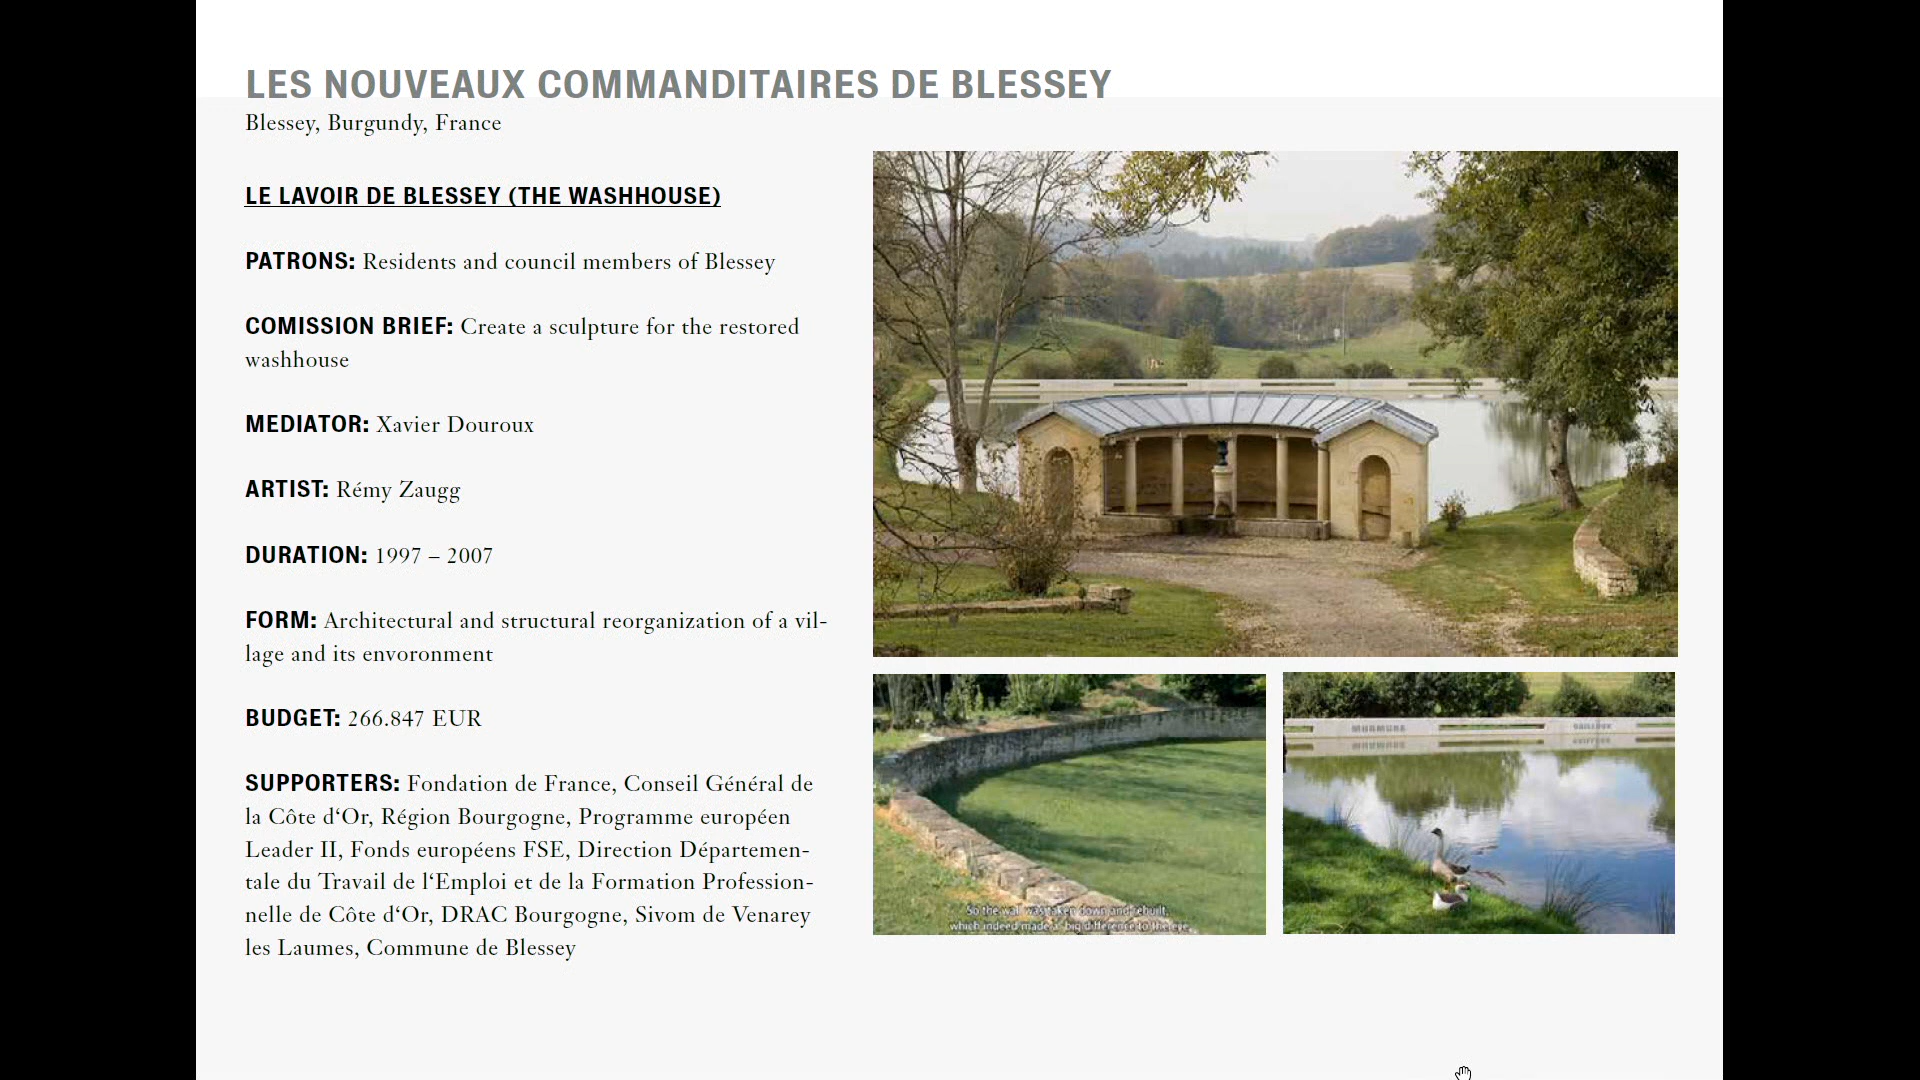 LES NOUVEAUX COMMANDITAIRES DE BLESSEY
Blessey, Burgundy, France
LE LAVOIR DE BLESSEY (THE WASHHOUSE)
PATRONS: Residents and council members of Blessey
COMISSION BRIEF: Create a sculpture for the restored
washhouse
MEDIATOR: Xavier Douroux
ARTIST: Rémy Zaugg
DURATION: 1997 – 2007
FORM: Architectural and structural reorganization of a vil-
lage and its envoronment
BUDGET: 266.847 EUR
SUPPORTERS: Fondation de France, Conseil Général de
la Côte d‘Or, Région Bourgogne, Programme européen
Leader II, Fonds européens FSE, Direction Départemen-
tale du Travail de l‘Emploi et de la Formation Profession-
nelle de Côte d‘Or, DRAC Bourgogne, Sivom de Venarey
les Laumes, Commune de Blessey
So the wall was taken down and rebuilt,
which indeed made a big difference to the eye.
MURMURE